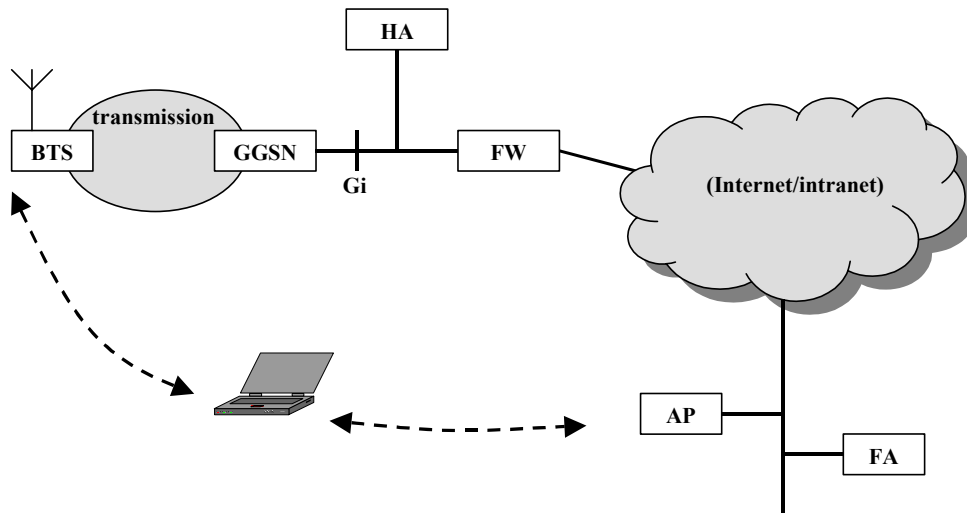 HA
transmission
BTS
GGSN
FW
Gi
(Internet/intranet)
AP
FA